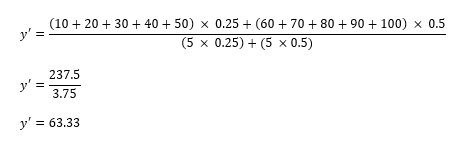 y′ = (10 + 20 + 30 + 40 + 50) × 0.25 + (60 + 70 + 80 + 90 + 100) × 0.5
(5 × 0.25) + (5 × 0.5)
y′ = 237.5
3.75
y′ = 63.33